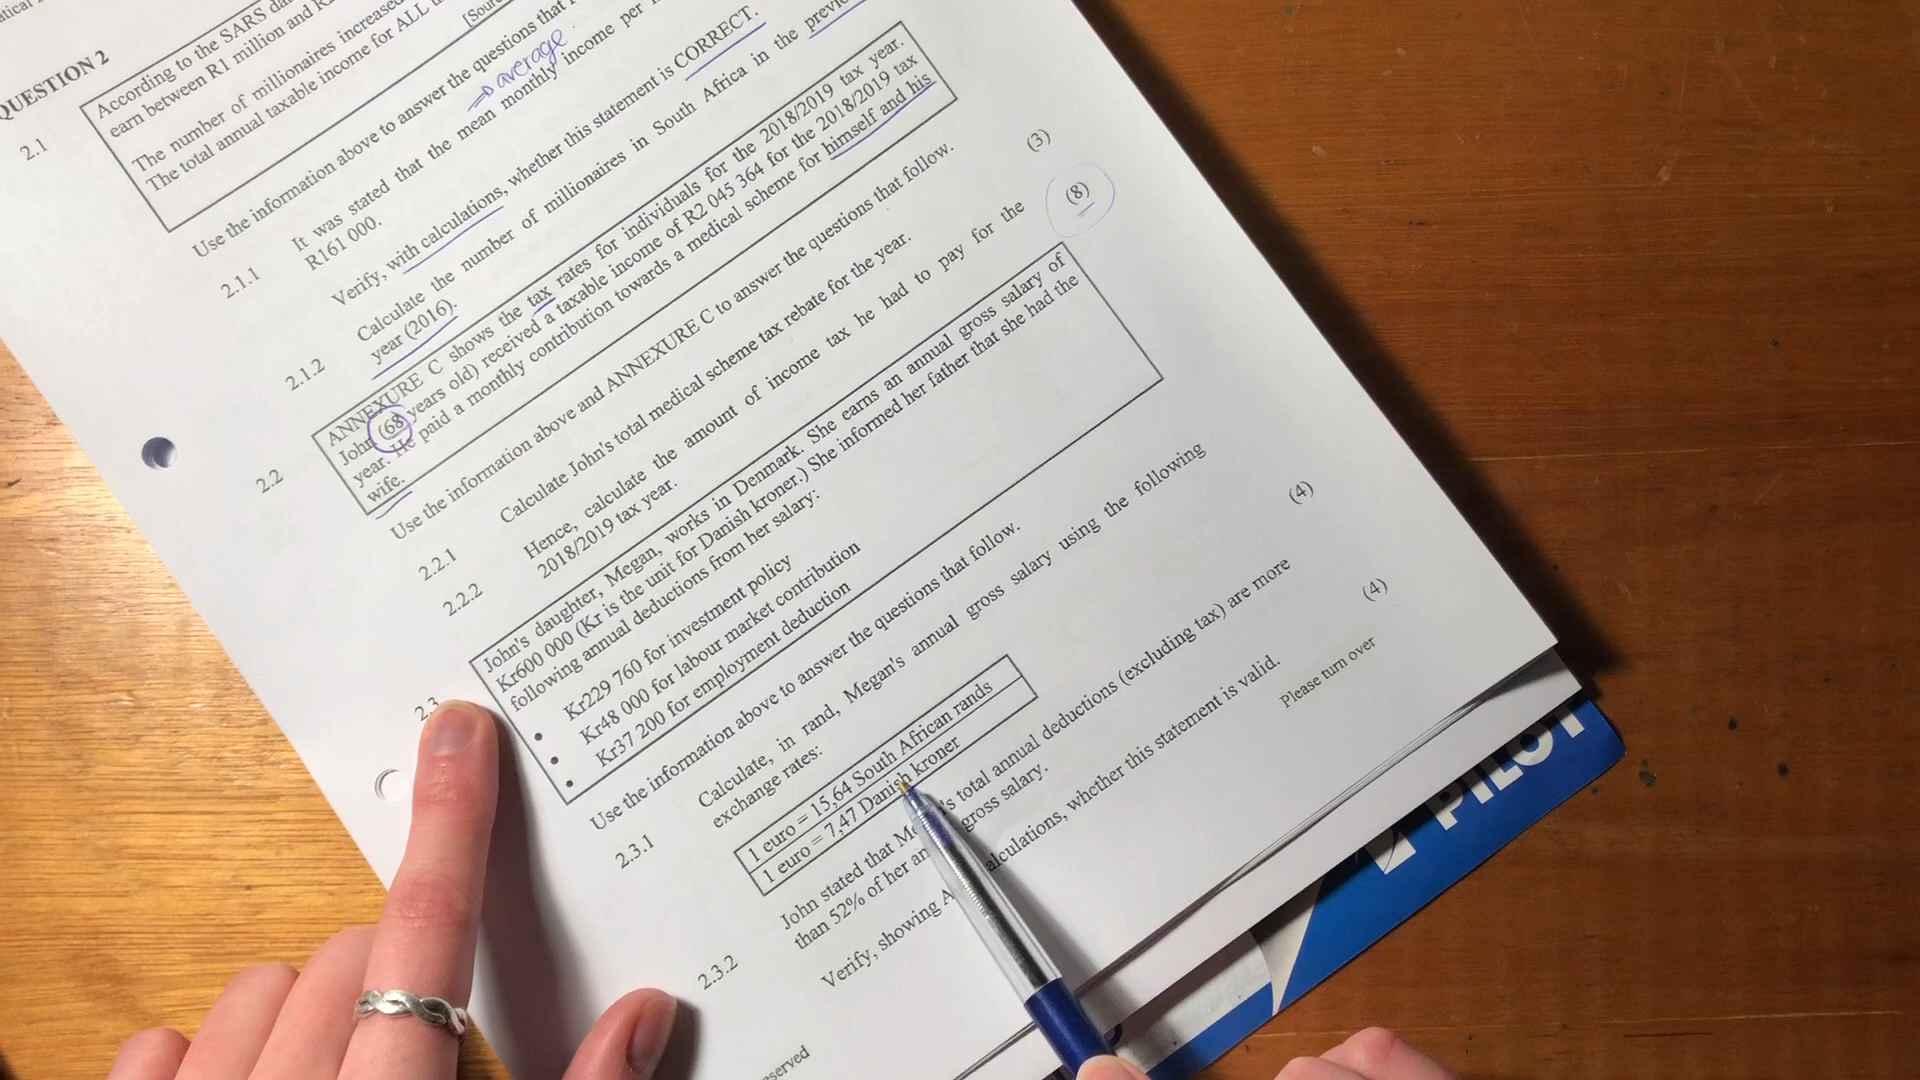 QUESTION 2
2.1
According to the SARS
earn between R1 million and
The number of millionaires increased
The total annual taxable income for ALL
Use the information above to answer the questions that
⇒ average
2.1.1
It was stated that the mean monthly income per
R161 000.
Verify, with calculations, whether this statement is CORRECT.
2.1.2
Calculate the number of millionaires in South Africa in the
year (2016).
(3)
2.2
ANNEXURE C shows the tax rates for individuals for the 2018/2019 tax year.
John (68 years old) received a taxable income of R2 045 364 for the 2018/2019 tax
year. He paid a monthly contribution towards a medical scheme for himself and his
wife.
Use the information above and ANNEXURE C to answer the questions that follow.
2.2.1
Calculate John's total medical scheme tax rebate for the year.
(8)
2.2.2
Hence, calculate the amount of income tax he had to pay for the
2018/2019 tax year.
2.3
John's daughter, Megan, works in Denmark. She earns an annual gross salary of
Kr600 000 (Kr is the unit for Danish kroner.) She informed her father that she had the
following annual deductions from her salary:
• Kr229 760 for investment policy
• Kr48 000 for labour market contribution
• Kr37 200 for employment deduction
Use the information above to answer the questions that follow.
2.3.1
Calculate, in rand, Megan's annual gross salary using the following
exchange rates:
(4)
1 euro = 15,64 South African rands
1 euro = 7,47 Danish kroner
2.3.2
John stated that total annual deductions (excluding tax) are more
than 52% of her gross salary.
Verify, showing calculations, whether this statement is valid.
(4)
Please turn over
PILOT